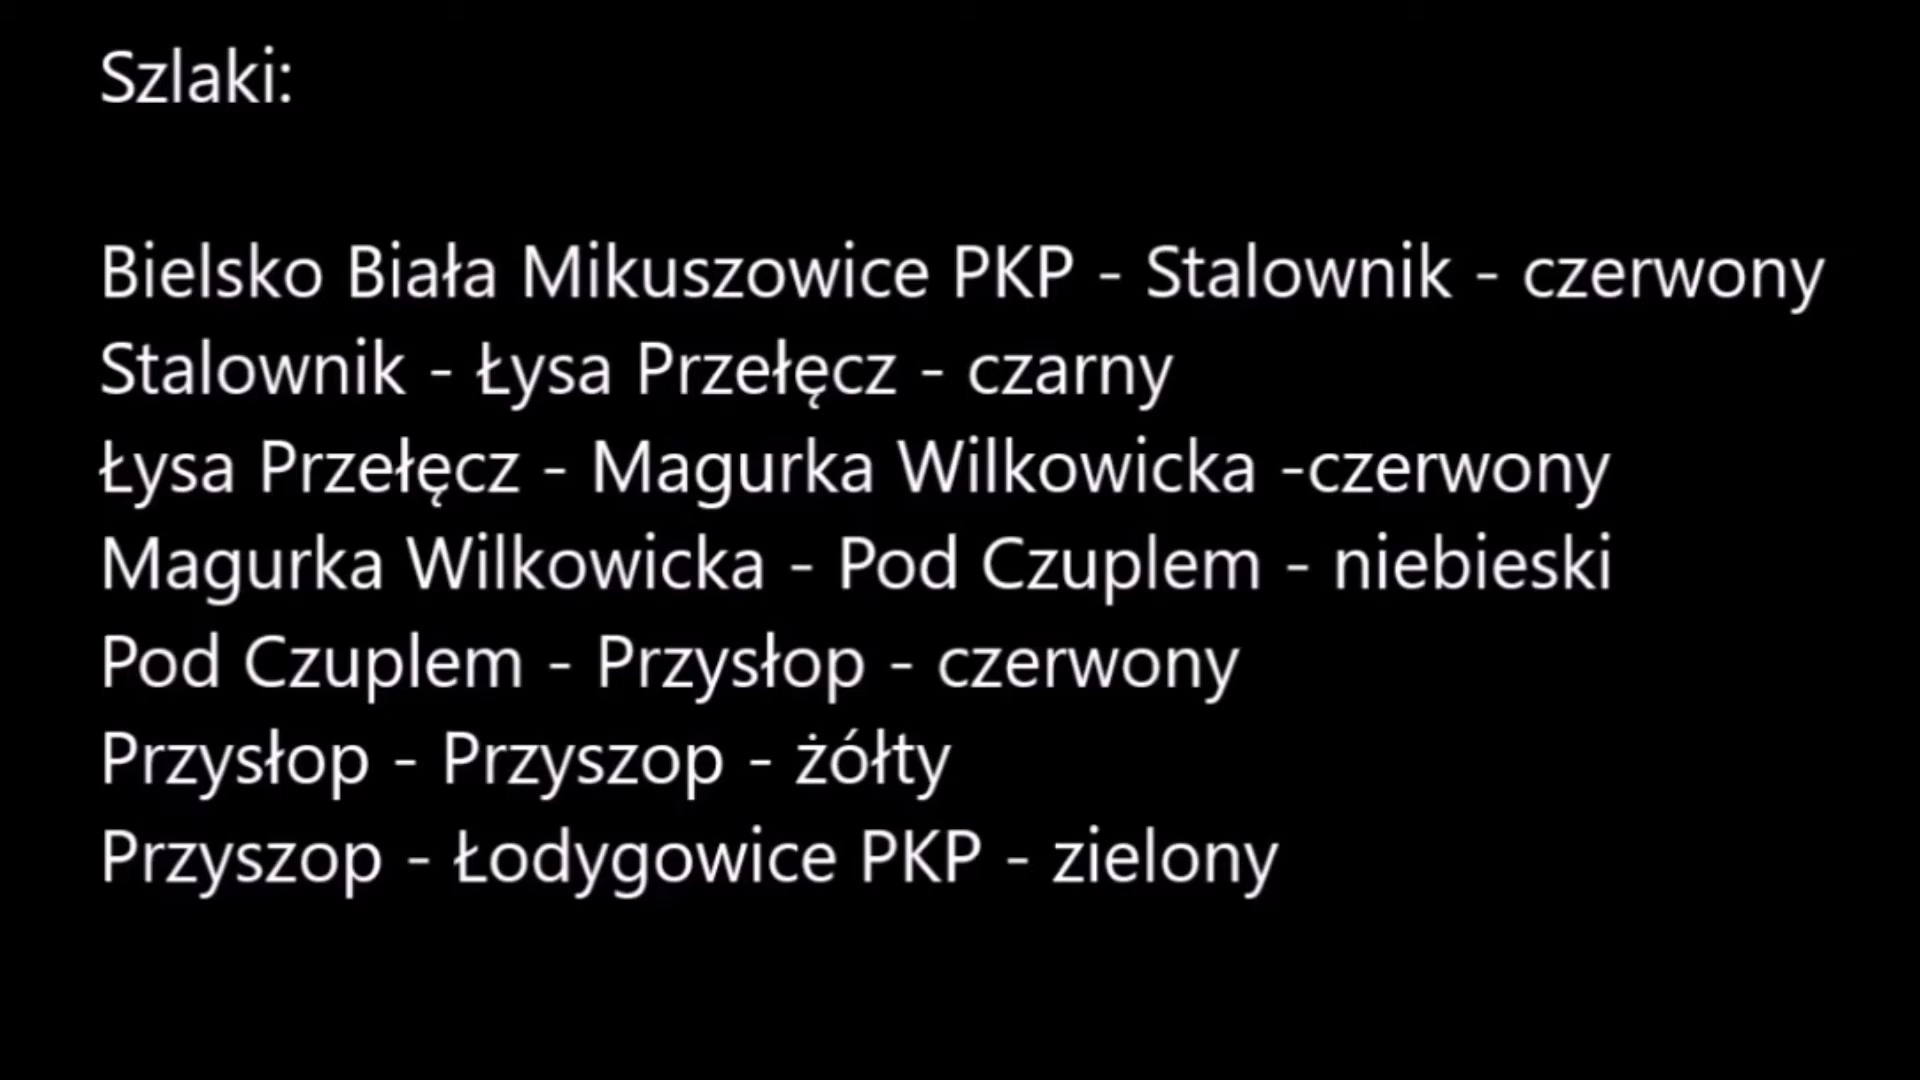 Szlaki:
Bielsko Biała Mikuszowice PKP - Stalownik - czerwony
Stalownik - Łysa Przełęcz - czarny
Łysa Przełęcz - Magurka Wilkowicka -czerwony
Magurka Wilkowicka - Pod Czuplem - niebieski
Pod Czuplem - Przysłop - czerwony
Przysłop - Przyszop - żółty
Przyszop - Łodygowice PKP - zielony